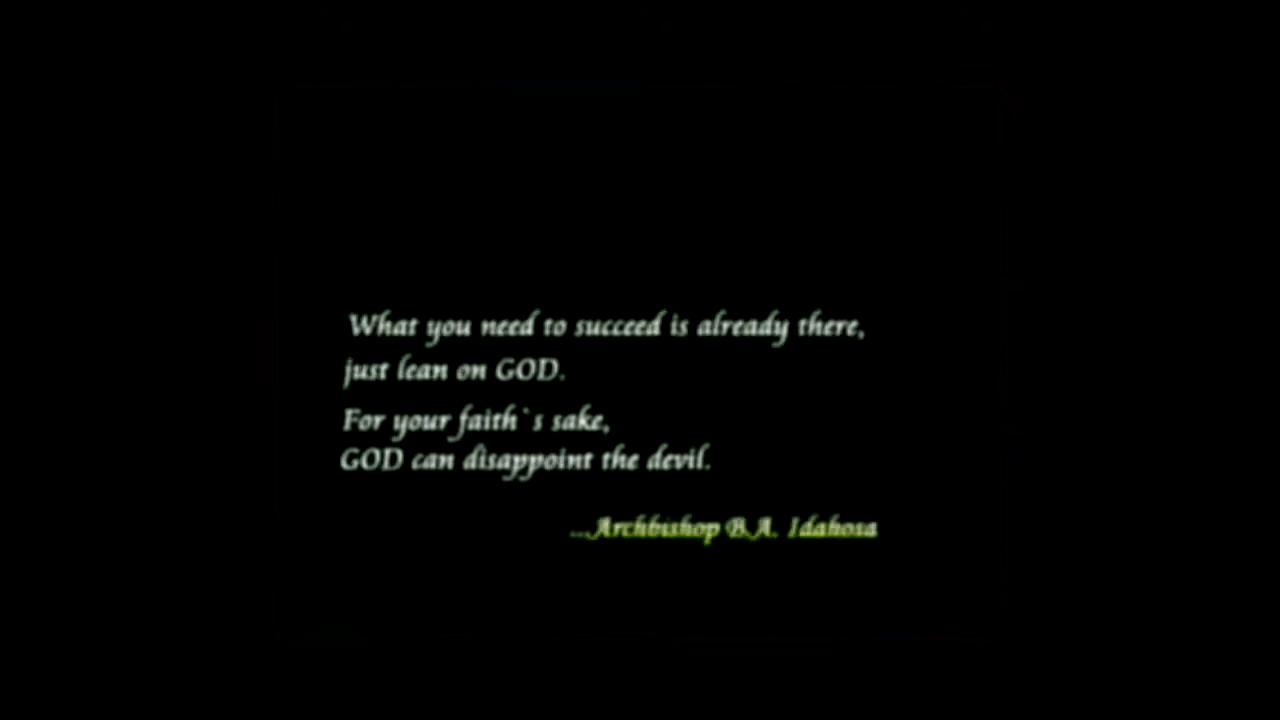 What you need to succeed is already there,
just lean on GOD.
For your faith`s sake,
GOD can disappoint the devil.
...Archbishop B.A. Idahosa